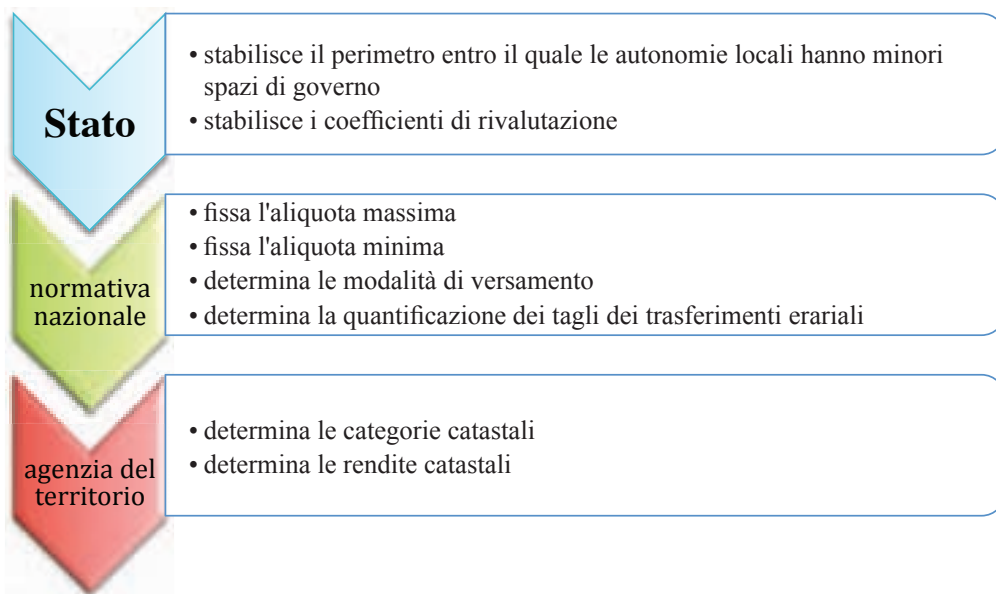 Stato
• stabilisce il perimetro entro il quale le autonomie locali hanno minori
spazi di governo
• stabilisce i coefficienti di rivalutazione
normativa
nazionale
• fissa l'aliquota massima
• fissa l'aliquota minima
• determina le modalità di versamento
• determina la quantificazione dei tagli dei trasferimenti erariali
agenzia del
territorio
• determina le categorie catastali
• determina le rendite catastali